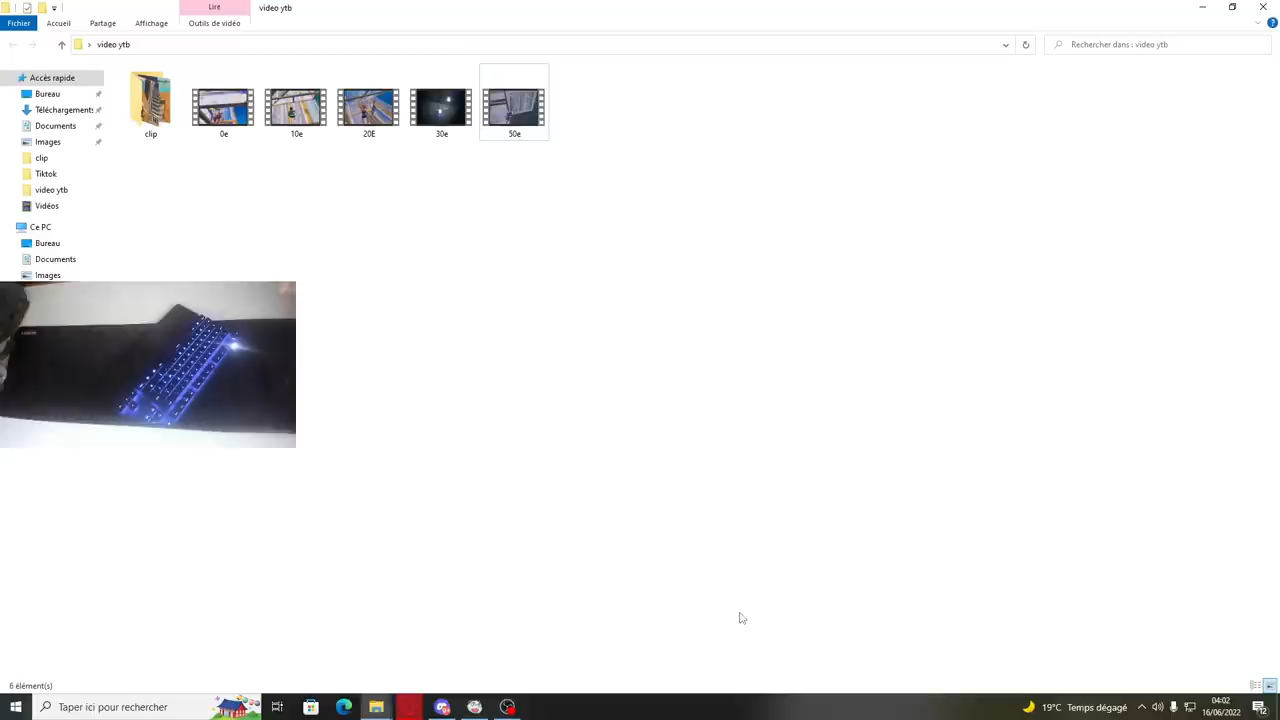 Lire
video ytb
Fichier
Accueil
Partage
Affichage
Outils de vidéo
video ytb
Rechercher dans : video ytb
Accès rapide
Bureau
Téléchargements
Documents
Images
clip
Tiktok
video ytb
Vidéos
Ce PC
Bureau
Documents
Images
clip
0e
10e
20E
30e
50e
6 élément(s)
Taper ici pour rechercher
19°C Temps dégagé
04:02
16/06/2022
12